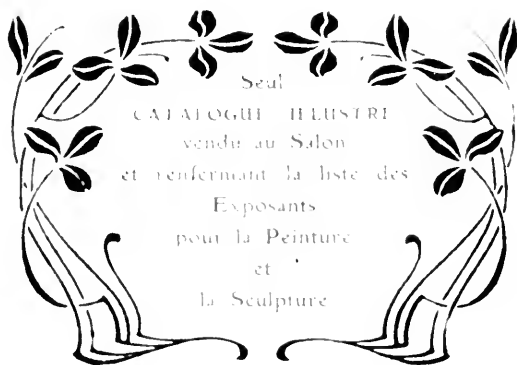 Seul
CATALOGUE ILLUSTRÉ
vendu au Salon
et renfermant la liste des
Exposants
pour la Peinture
et
la Sculpture